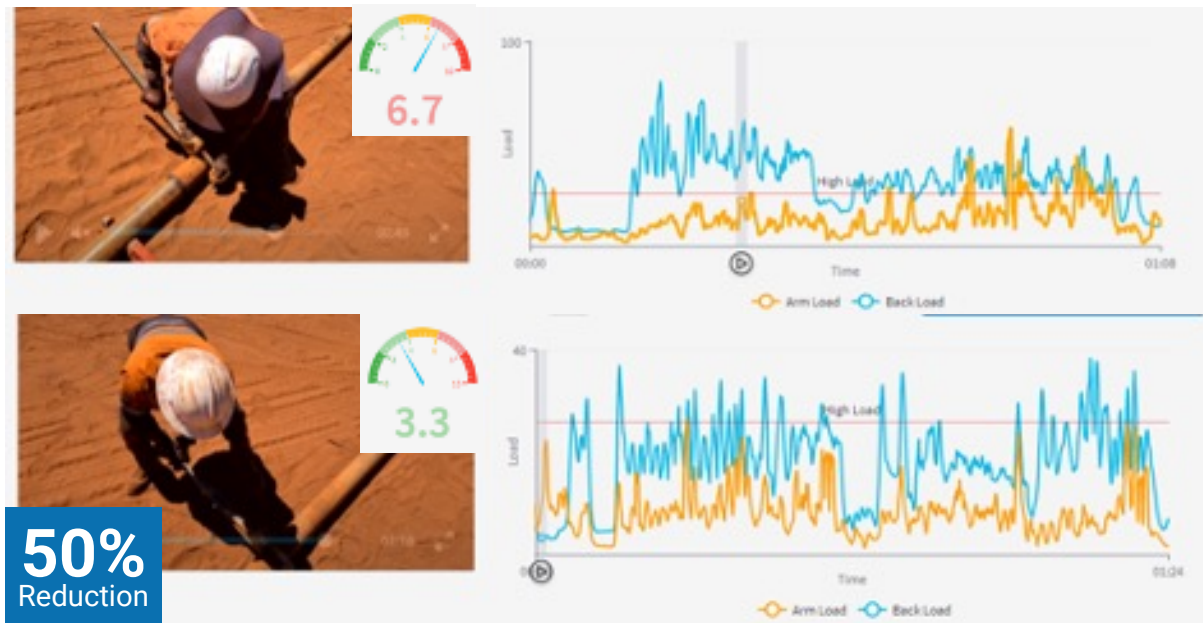 6.7
100
Load
High Load
00:00
01:08
Time
Arm Load
Back Load
3.3
40
Load
High Load
01:24
Time
Arm Load
Back Load
50%
Reduction